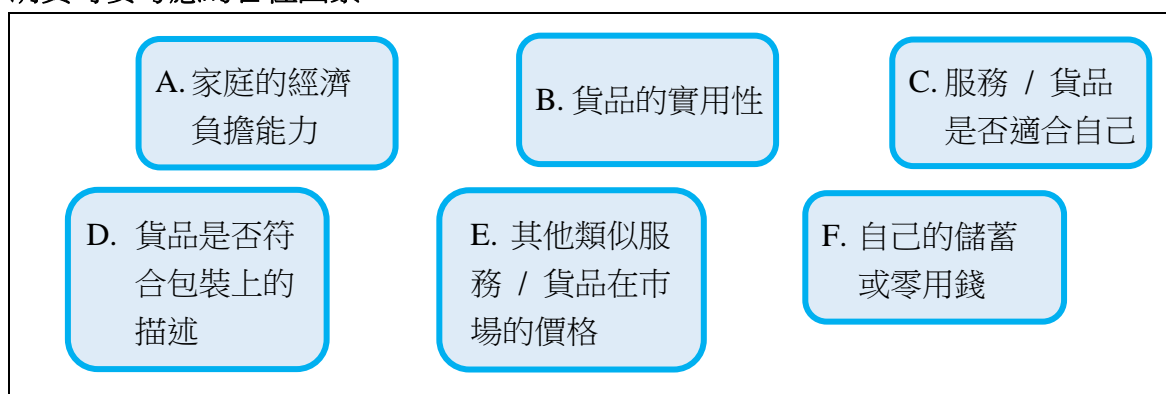 A. 家庭的經濟
負擔能力
B. 貨品的實用性
C. 服務 / 貨品
是否適合自己
D. 貨品是否符
合包裝上的
描述
E. 其他類似服
務 / 貨品在市
場的價格
F. 自己的儲蓄
或零用錢